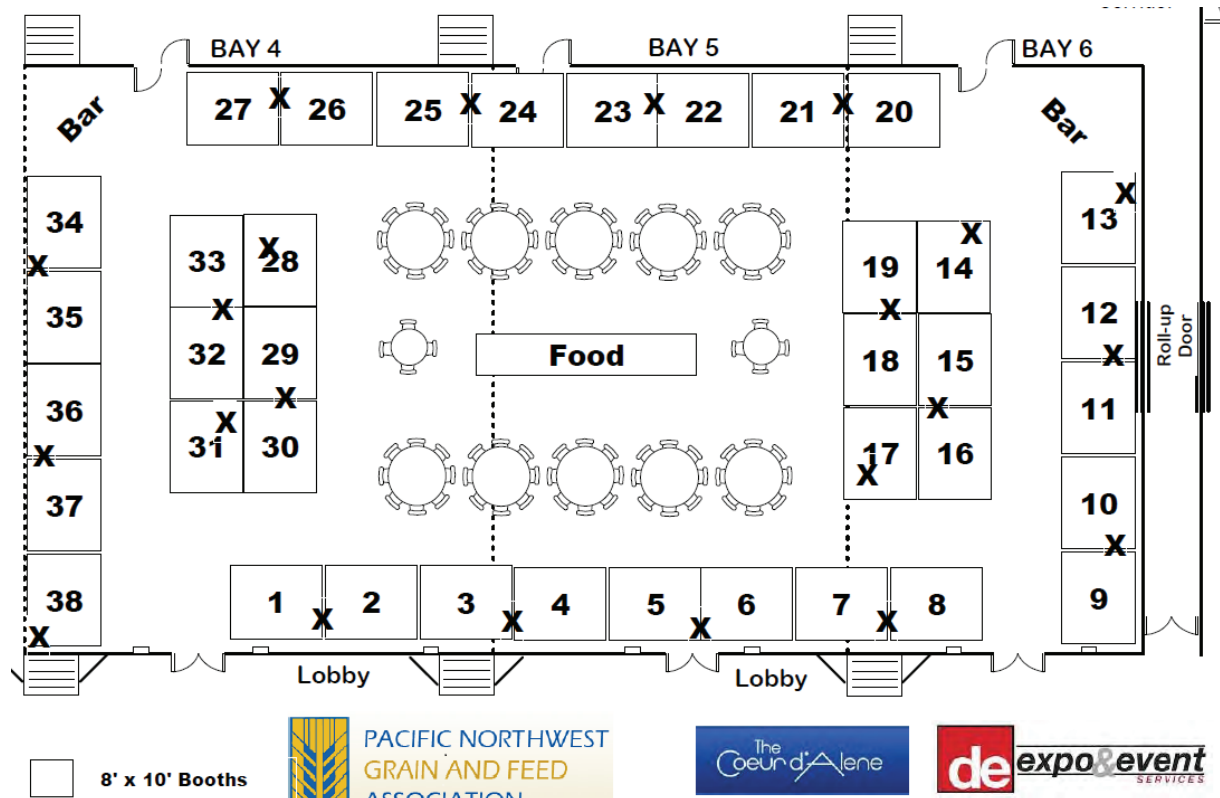 BAY 4
BAY 5
BAY 6
Bar
Bar
27 X 26
25 X 24
23 22
21 X 20
34
X
35
36
X
37
38
X
33
X
28
X
32
29
X
31
X
30
Food
19
14
X
X
18
15
X
17
X
16
13
X
12
X
11
10
X
9
Roll-up
Door
1 X 2
3 X 4
5 X 6
7 X 8
Lobby
Lobby
8' x 10' Booths
PACIFIC NORTHWEST
GRAIN AND FEED
ASSOCIATION
The
Coeur d'Alene
de expo&event
SERVICES